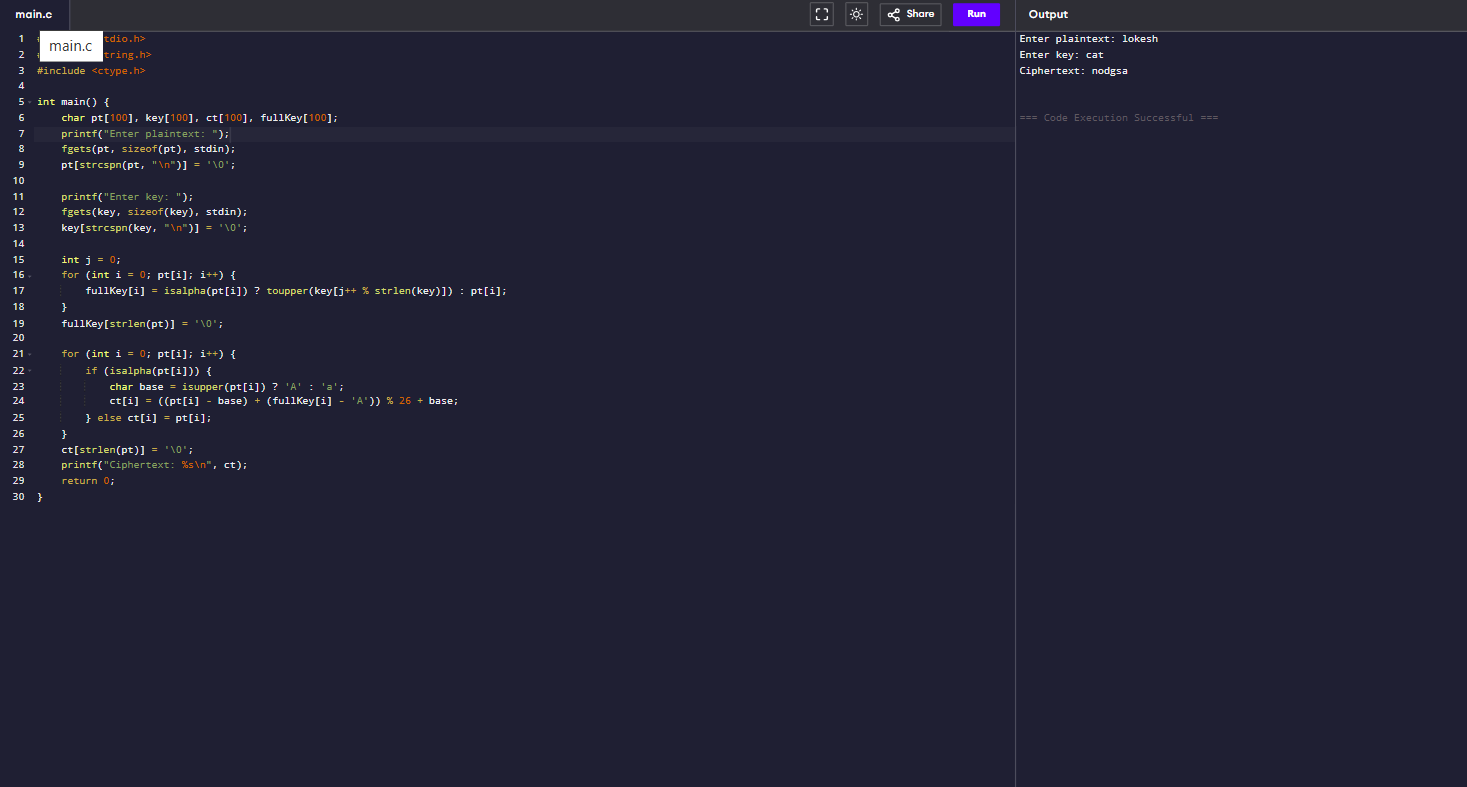 main.c
Share
Run
Output
main.c
1 tdio.h>
2 tring.h>
3 #include <ctype.h>
4
5 int main() {
6 char pt[100], key[100], ct[100], fullKey[100];
7 printf("Enter plaintext: ");
8 fgets(pt, sizeof(pt), stdin);
9 pt[strcspn(pt, "\n")] = '\0';
10
11 printf("Enter key: ");
12 fgets(key, sizeof(key), stdin);
13 key[strcspn(key, "\n")] = '\0';
14
15 int j = 0;
16 for (int i = 0; pt[i]; i++) {
17 fullKey[i] = isalpha(pt[i]) ? toupper(key[j++ % strlen(key)]) : pt[i];
18 }
19 fullKey[strlen(pt)] = '\0';
20
21 for (int i = 0; pt[i]; i++) {
22 if (isalpha(pt[i])) {
23 char base = isupper(pt[i]) ? 'A' : 'a';
24 ct[i] = ((pt[i] - base) + (fullKey[i] - 'A')) % 26 + base;
25 } else ct[i] = pt[i];
26 }
27 ct[strlen(pt)] = '\0';
28 printf("Ciphertext: %s\n", ct);
29 return 0;
30 }
Enter plaintext: lokesh
Enter key: cat
Ciphertext: nodgsa
=== Code Execution Successful ===